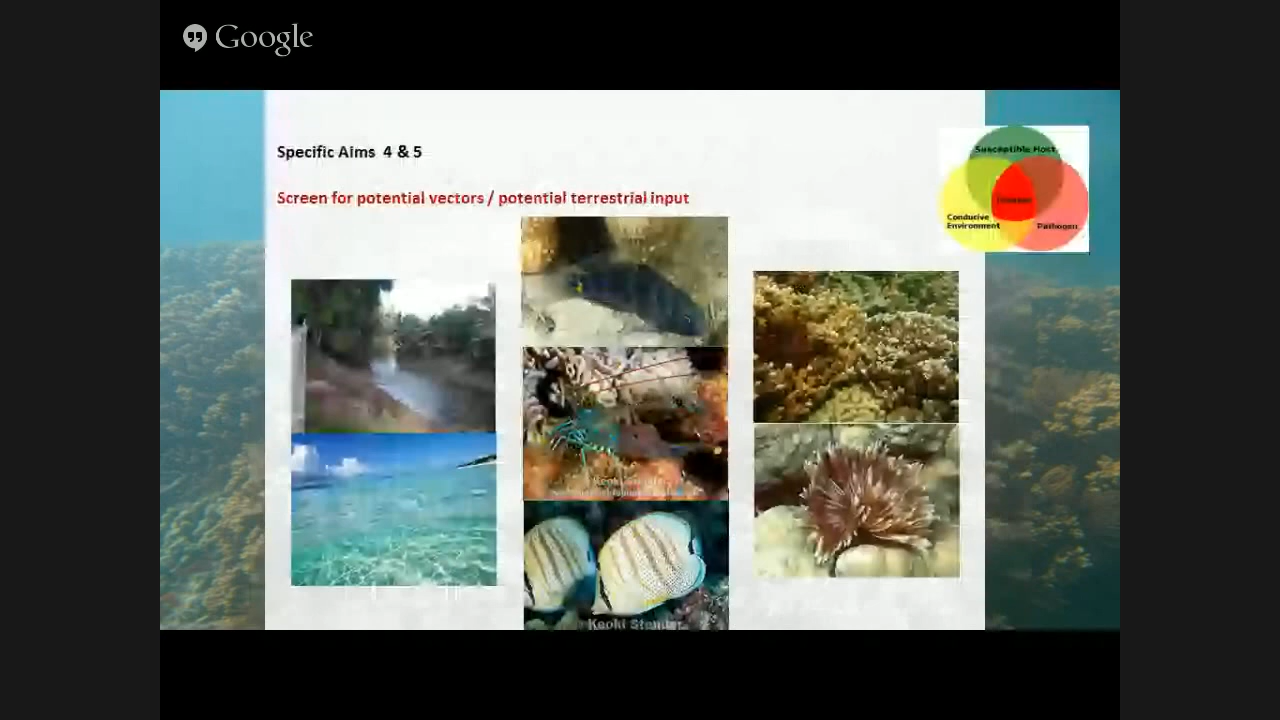 Google
Specific Aims 4 & 5
Susceptible Host
Screen for potential vectors / potential terrestrial input
Disease
Conducive
Environment
Pathogen
Keoki Stender